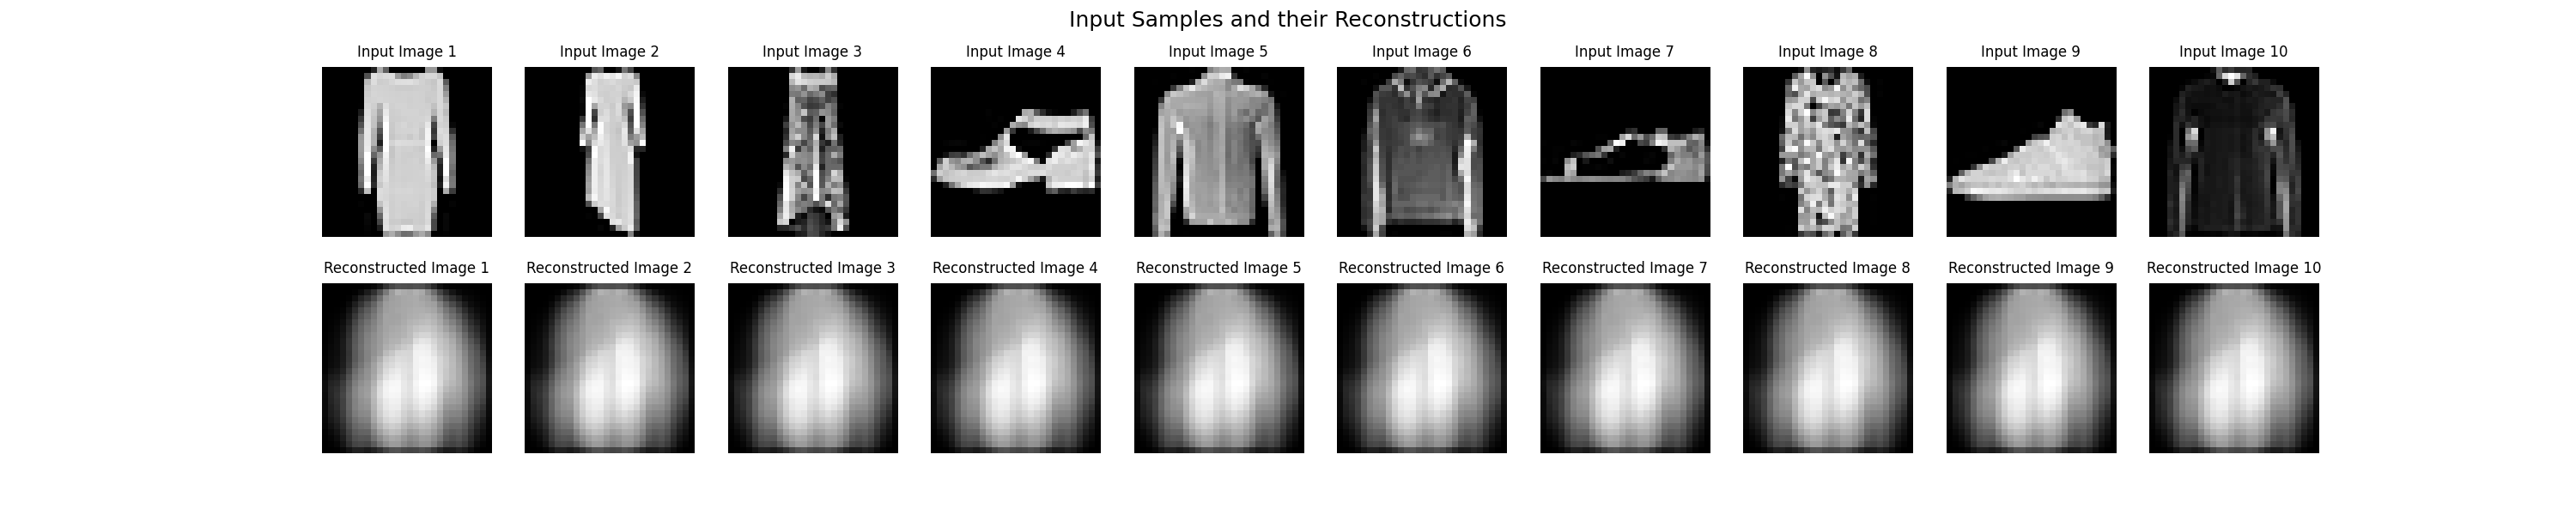 Input Samples and their Reconstructions
Input Image 1 Input Image 2 Input Image 3 Input Image 4 Input Image 5 Input Image 6 Input Image 7 Input Image 8 Input Image 9 Input Image 10
Reconstructed Image 1 Reconstructed Image 2 Reconstructed Image 3 Reconstructed Image 4 Reconstructed Image 5 Reconstructed Image 6 Reconstructed Image 7 Reconstructed Image 8 Reconstructed Image 9 Reconstructed Image 10